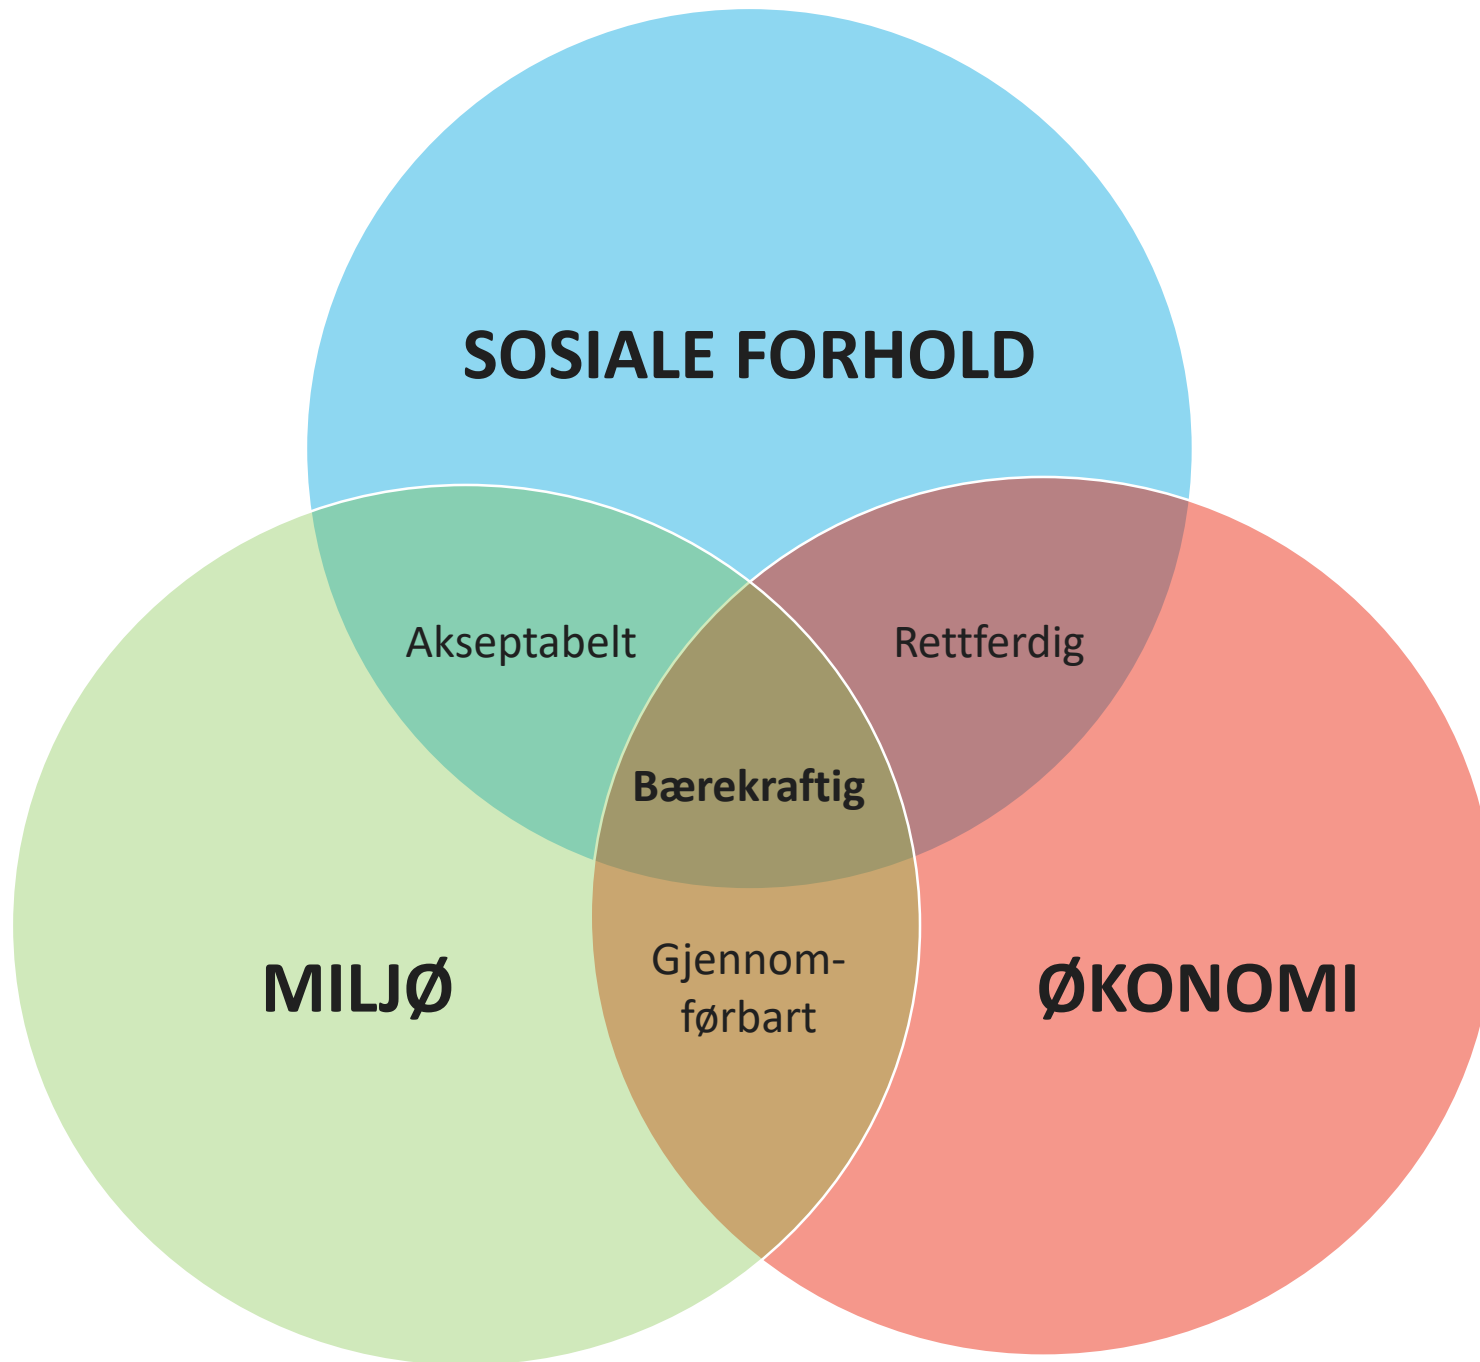 SOSIALE FORHOLD
Akseptabelt
Rettferdig
Bærekraftig
MILJØ
Gjennom-
førbart
ØKONOMI